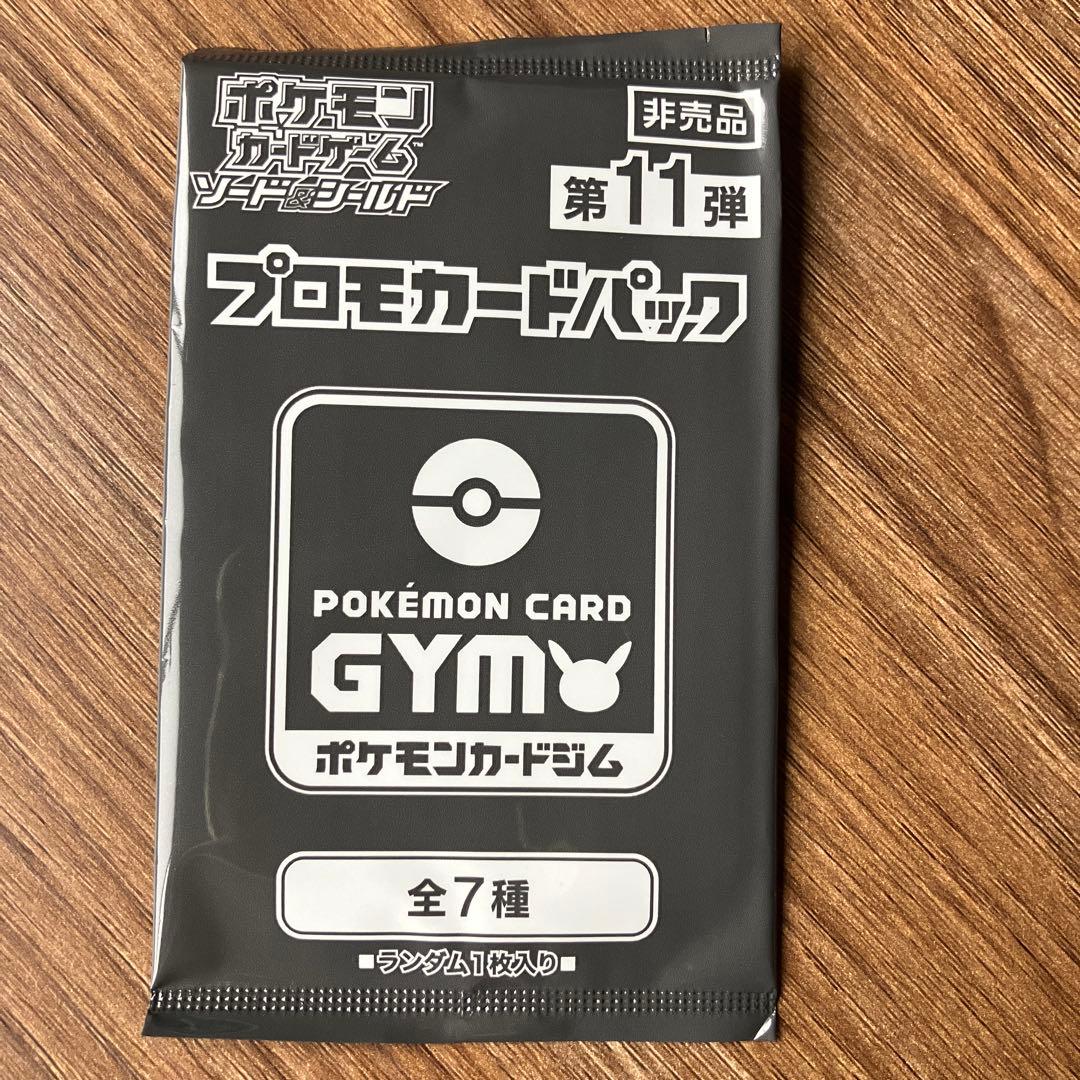 ポケモン
カードゲーム™
ソード&シールド
非売品
第11弾
プロモカードパック
POKÉMON CARD
GYM
ポケモンカードジム
全7種
■ランダム1枚入り■